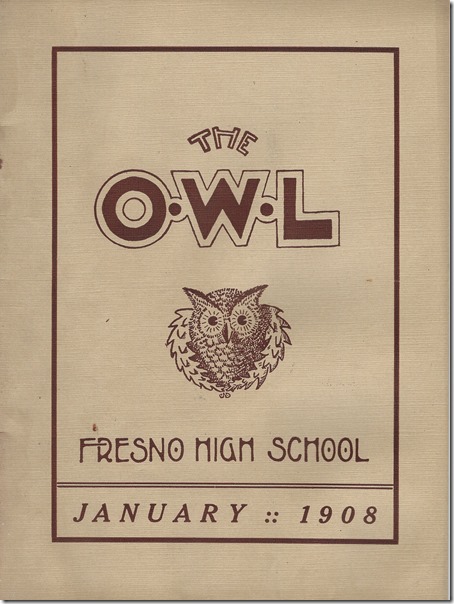 THE
O·W·L
FRESNO HIGH SCHOOL
JANUARY :: 1908